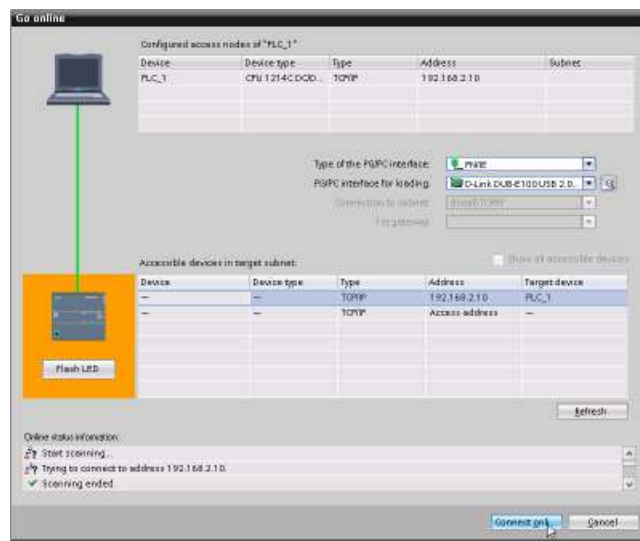 Go online
Configured access nodes of "PLC_1"
Device Device type Type Address Subnet
PLC_1 CPU 1214C DC/D... TCP/IP 192.168.2.10
Type of the PG/PC interface: PN/IE
PG/PC interface for loading: D-Link DUB-E100 USB 2.0...
Connection to subnet:
1st gateway:
Accessible devices in target subnet: Show all accessible devices
Device Device type Type Address Target device
— — TCP/IP 192.168.2.10 PLC_1
— — TCP/IP Access address —
Flash LED
Refresh
Online status information:
Start scanning...
Trying to connect to address 192.168.2.10.
Scanning ended
Connect onl... Cancel